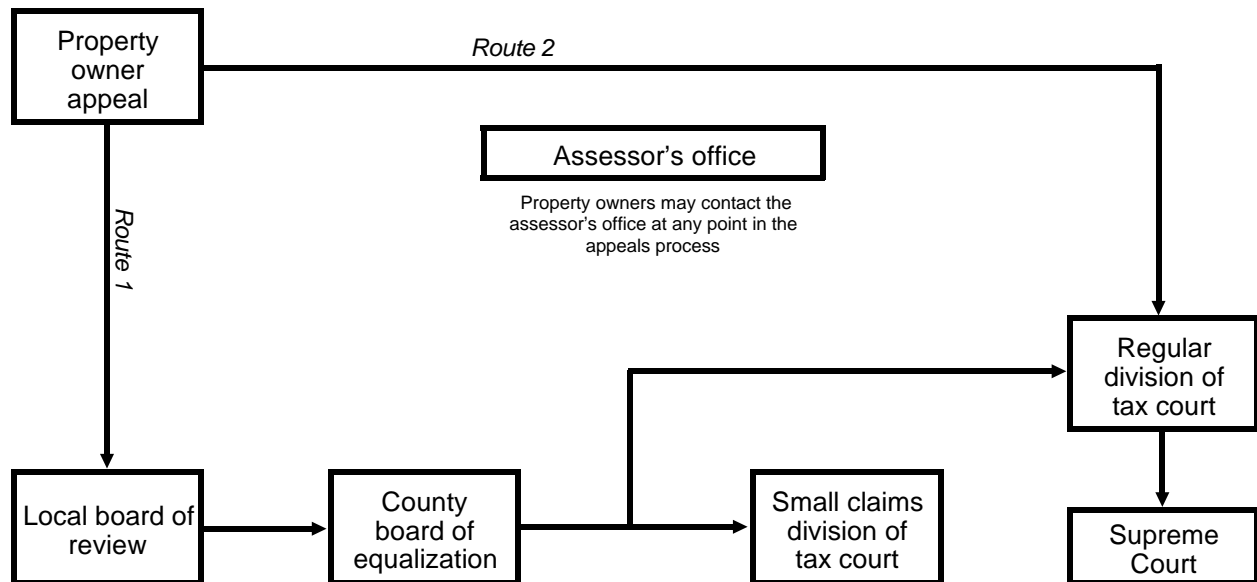 Property
owner
appeal
Route 2
Assessor’s office
Property owners may contact the
assessor’s office at any point in the
appeals process
Route 1
Regular
division of
tax court
Local board of
review
County
board of
equalization
Small claims
division of
tax court
Supreme
Court